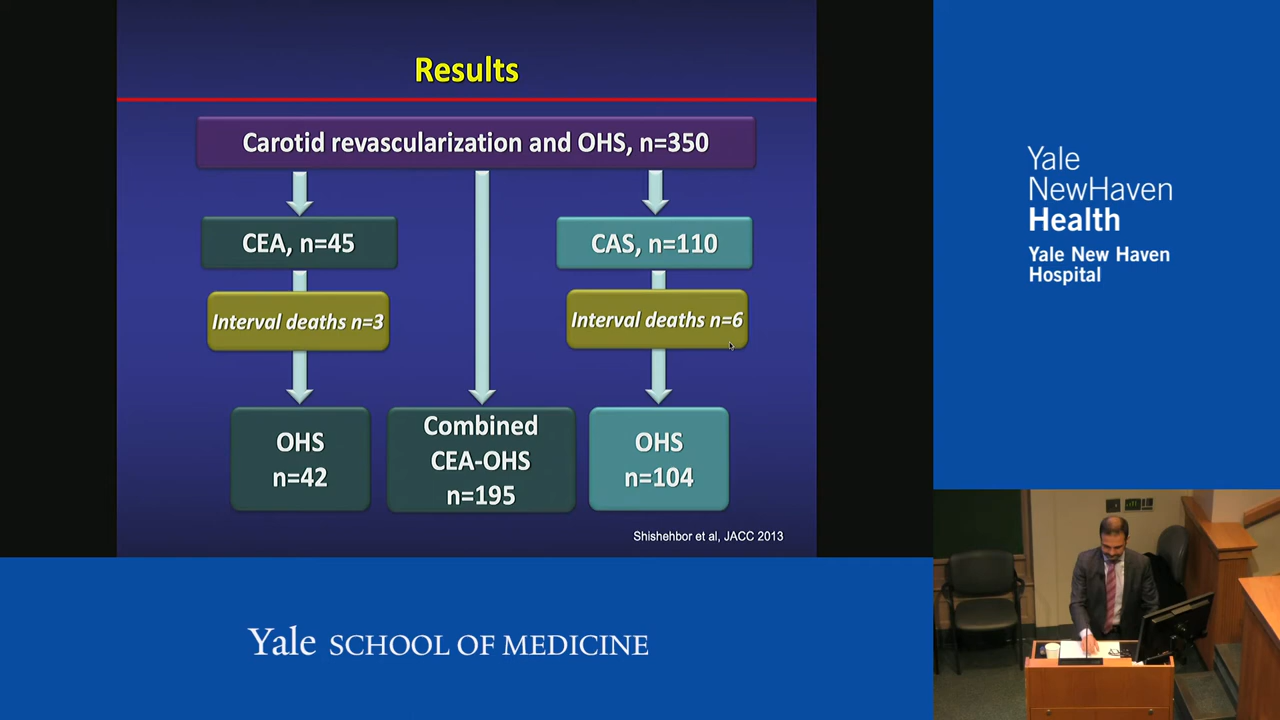 Results
Carotid revascularization and OHS, n=350
CEA, n=45
CAS, n=110
Interval deaths n=3
Interval deaths n=6
OHS
n=42
Combined
CEA-OHS
n=195
OHS
n=104
Shishehbor et al, JACC 2013
Yale
NewHaven
Health
Yale New Haven
Hospital
Yale SCHOOL OF MEDICINE